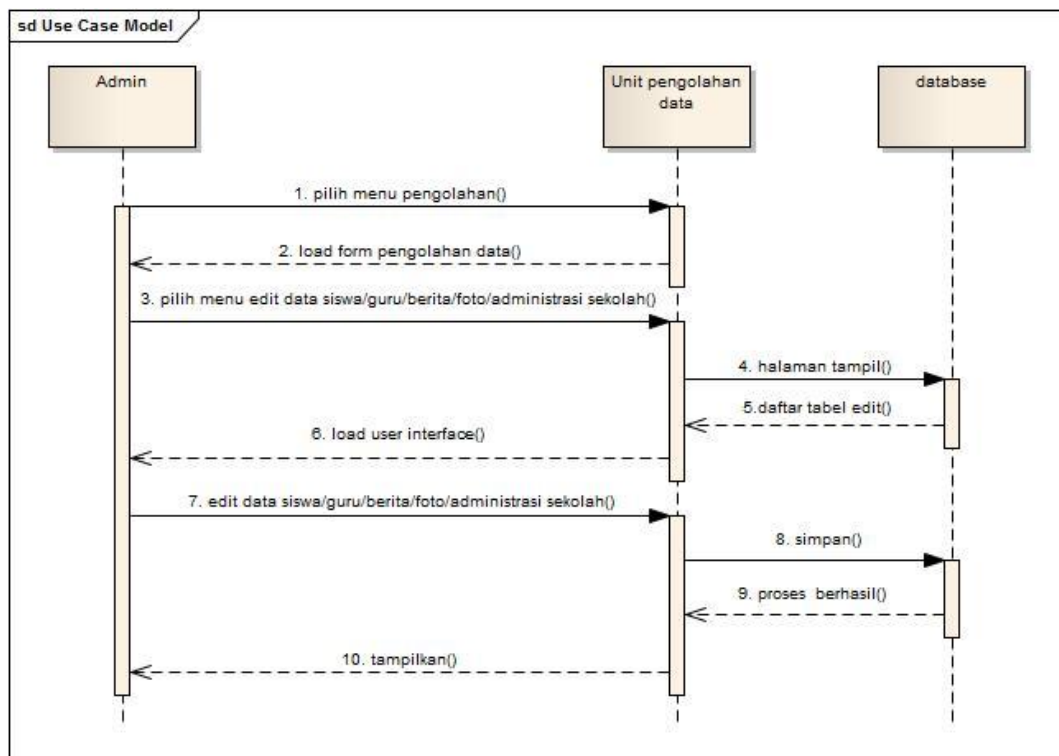 sd Use Case Model
Admin
Unit pengolahan
data
database
1. pilih menu pengolahan()
2. load form pengolahan data()
3. pilih menu edit data siswa/guru/berita/foto/administrasi sekolah()
4. halaman tampil()
5.daftar tabel edit()
6. load user interface()
7. edit data siswa/guru/berita/foto/administrasi sekolah()
8. simpan()
9. proses  berhasil()
10. tampilkan()